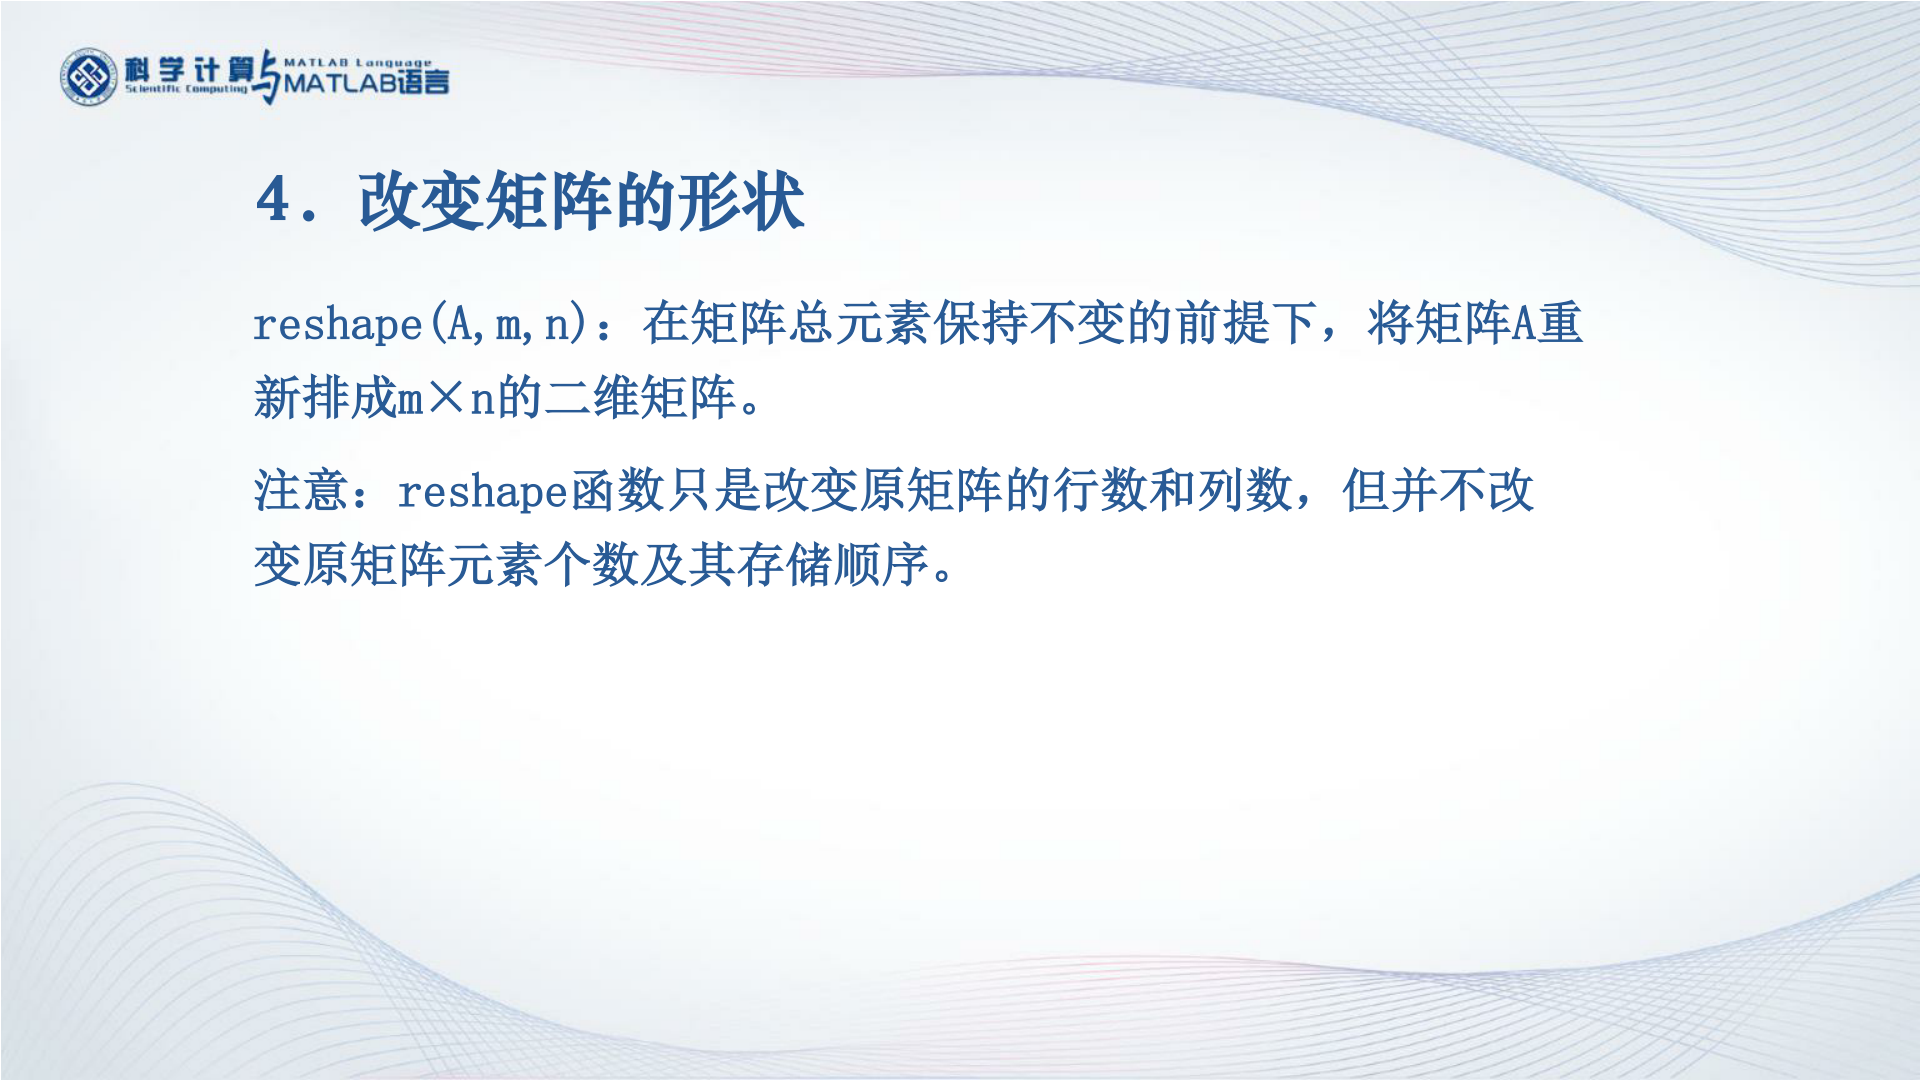 科学计算与MATLAB语言
Scientific Computing
MATLAB Language
4．改变矩阵的形状
reshape(A,m,n)：在矩阵总元素保持不变的前提下，将矩阵A重
新排成m×n的二维矩阵。
注意：reshape函数只是改变原矩阵的行数和列数，但并不改
变原矩阵元素个数及其存储顺序。